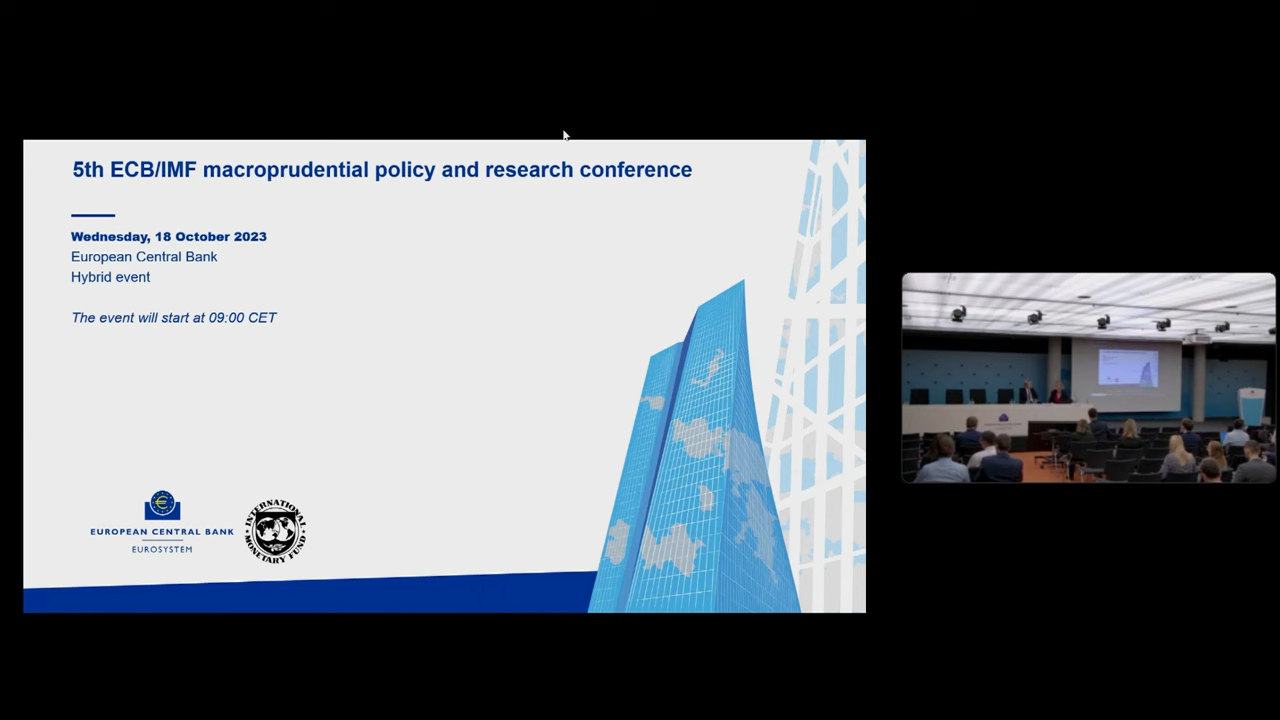 5th ECB/IMF macroprudential policy and research conference
Wednesday, 18 October 2023
European Central Bank
Hybrid event
The event will start at 09:00 CET
EUROPEAN CENTRAL BANK
EUROSYSTEM
INTERNATIONAL
MONETARY FUND